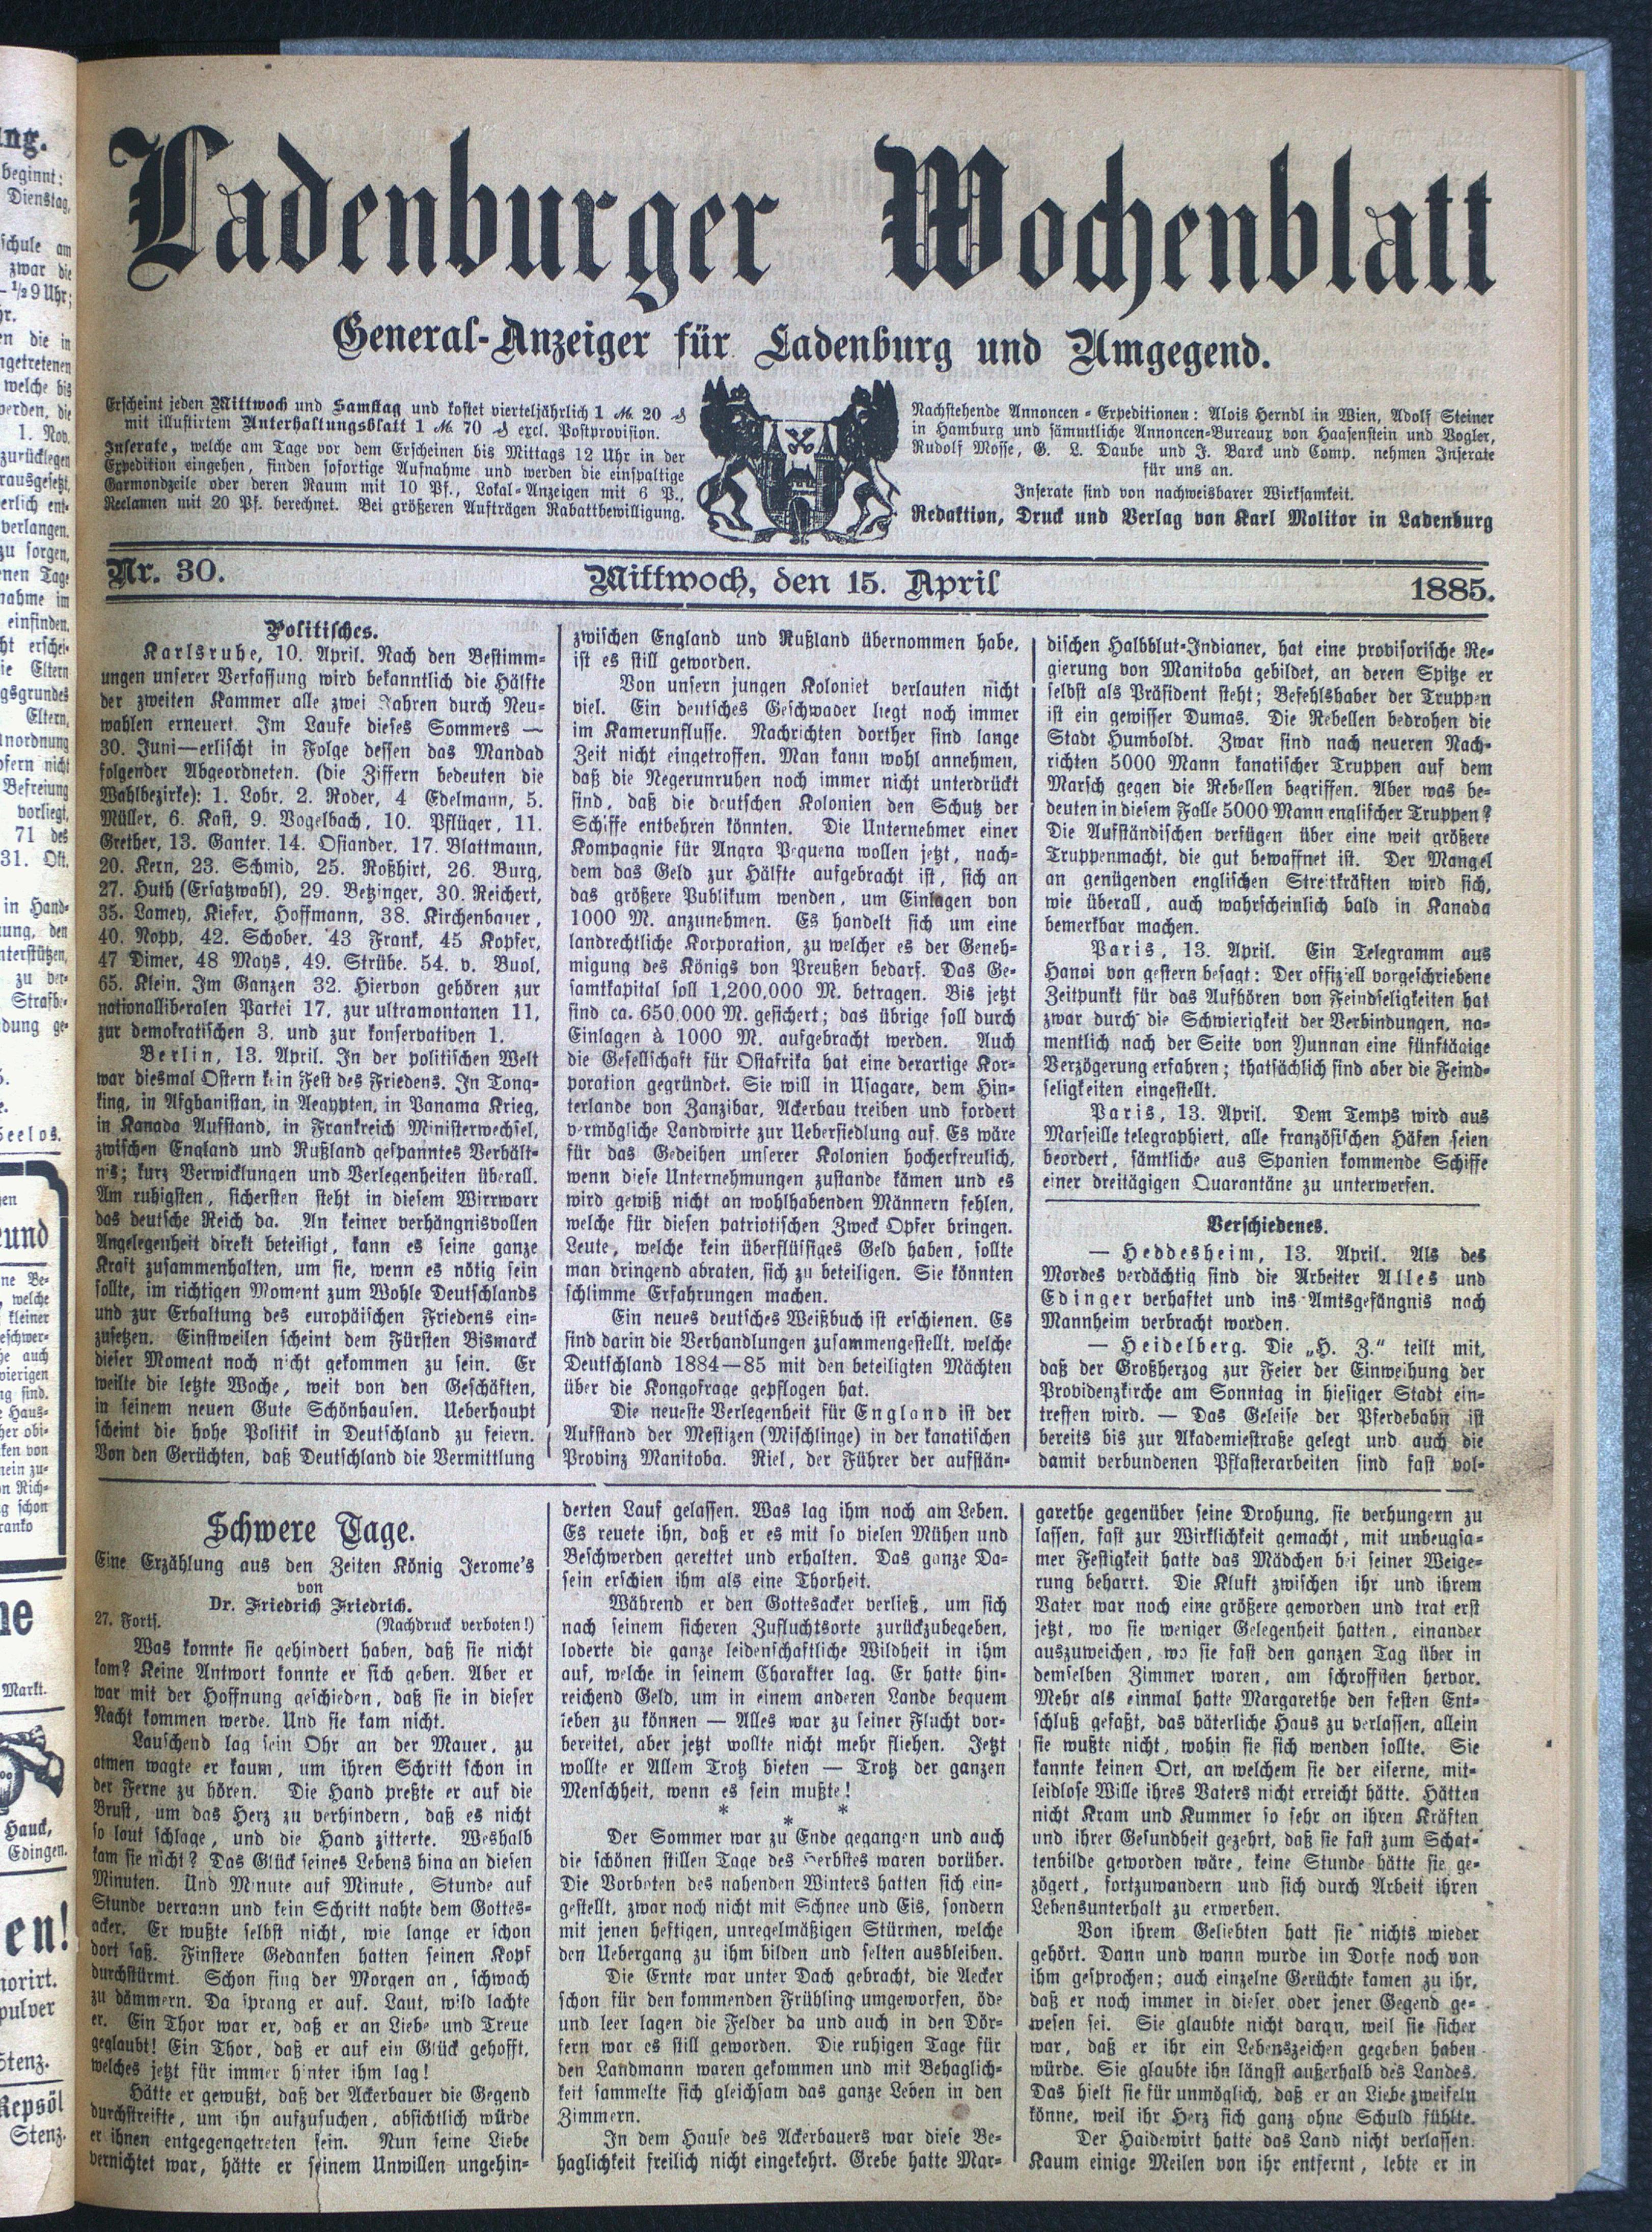 Ladenburger Wochenblatt
General-Anzeiger für Ladenburg und Umgegend.
Erscheint jeden Mittwoch und Samstag und kostet vierteljährlich 1 M. 20
mit illustirtem Unterhaltungsblatt 1 M 70 excl. Postprovision.
Inserate, welche am Tage vor dem Erscheinen bis Mittags 12 Uhr in der
Expedition eingehen, finden sofortige Aufnahme und werden die einspaltige
Garmondzeile oder deren Raum mit 10 Pf., Lokal-Anzeigen mit 6 P.,
Reclamen mit 20 Pf. berechnet. Bei größeren Aufträgen Rabattbewilligung.
Nachstehende Annoncen-Expeditionen: Alois Herndl in Wien, Adolf Steiner
in Hamburg und sämmtliche Annoncen-Bureaux von Haasenstein und Vogler,
Rudolf Mosse, G. L. Daube und J. Barck und Comp. nehmen Inserate
für uns an.
Inserate sind von nachweisbarer Wirksamkeit.
Redaktion, Druck und Verlag von Karl Molitor in Ladenburg
Nr. 30.
Mittwoch, den 15. April
1885.
Politisches.
Karlsruhe, 10. April. Nach den Bestimm-
ungen unserer Verfassung wird bekanntlich die Hälfte
der zweiten Kammer alle zwei Jahren durch Neu-
wahlen erneuert. Im Laufe dieses Sommers —
30. Juni—erlischt in Folge dessen das Mandad
folgender Abgeordneten. (die Ziffern bedeuten die
Wahlbezirke): 1. Lohr, 2. Roder, 4 Edelmann, 5.
Müller, 6. Kast, 9. Vogelbach, 10. Pflüger, 11.
Grether, 13. Ganter. 14. Osiander. 17. Blattmann,
20. Kern, 23. Schmid, 25. Roßhirt, 26. Burg,
27. Huth (Ersatzwahl), 29. Betzinger, 30. Reichert,
35. Lamey, Kiefer, Hoffmann, 38. Kirchenbauer,
40. Nopp, 42. Schober. 43 Frank, 45 Kopfer,
47 Dimer, 48 Mays, 49. Strübe. 54. v. Buol,
65. Klein. Im Ganzen 32. Hiervon gehören zur
nationalliberalen Partei 17, zur ultramontanen 11,
zur demokratischen 3, und zur konservativen 1.
Berlin, 13. April. In der politischen Welt
war diesmal Ostern kein Fest des Friedens. In Tong-
king, in Afghanistan, in Aegypten, in Panama Krieg,
in Kanada Aufstand, in Frankreich Ministerwechsel,
zwischen England und Rußland gespanntes Verhält-
nis; kurz Verwicklungen und Verlegenheiten überall.
Am ruhigsten, sichersten steht in diesem Wirrwarr
das deutsche Reich da. An keiner verhängnisvollen
Angelegenheit direkt beteiligt, kann es seine ganze
Kraft zusammenhalten, um sie, wenn es nötig sein
sollte, im richtigen Moment zum Wohle Deutschlands
und zur Erhaltung des europäischen Friedens ein-
zusetzen. Einstweilen scheint dem Fürsten Bismarck
dieser Moment noch nicht gekommen zu sein. Er
weilte die letzte Woche, weit von den Geschäften,
in seinem neuen Gute Schönhausen. Ueberhaupt
scheint die hohe Politik in Deutschland zu feiern.
Von den Gerüchten, daß Deutschland die Vermittlung
zwischen England und Rußland übernommen habe,
ist es still geworden.
Von unsern jungen Koloniet verlauten nicht
viel. Ein deutsches Geschwader liegt noch immer
im Kamerunflusse. Nachrichten dorther sind lange
Zeit nicht eingetroffen. Man kann wohl annehmen,
daß die Negerunruhen noch immer nicht unterdrückt
sind, daß die deutschen Kolonien den Schutz der
Schiffe entbehren könnten. Die Unternehmer einer
Kompagnie für Angra Pequena wollen jetzt, nach-
dem das Geld zur Hälfte aufgebracht ist, sich an
das größere Publikum wenden, um Einlagen von
1000 M. anzunehmen. Es handelt sich um eine
landrechtliche Korporation, zu welcher es der Geneh-
migung des Königs von Preußen bedarf. Das Ge-
samtkapital soll 1,200,000 M. betragen. Bis jetzt
sind ca. 650,000 M. gesichert; das übrige soll durch
Einlagen à 1000 M. aufgebracht werden. Auch
die Gesellschaft für Ostafrika hat eine derartige Kor-
poration gegründet. Sie will in Usagare, dem Hin-
terlande von Zanzibar, Ackerbau treiben und fordert
vermögliche Landwirte zur Uebersiedlung auf. Es wäre
für das Gedeihen unserer Kolonien hocherfreulich,
wenn diese Unternehmungen zustande kämen und es
wird gewiß nicht an wohlhabenden Männern fehlen,
welche für diesen patriotischen Zweck Opfer bringen.
Leute, welche kein überflüssiges Geld haben, sollte
man dringend abraten, sich zu beteiligen. Sie könnten
schlimme Erfahrungen machen.
Ein neues deutsches Weißbuch ist erschienen. Es
sind darin die Verhandlungen zusammengestellt, welche
Deutschland 1884—85 mit den beteiligten Mächten
über die Kongofrage gepflogen hat.
Die neueste Verlegenheit für England ist der
Aufstand der Mestizen (Mischlinge) in der kanatischen
Provinz Manitoba. Riel, der Führer der aufstän-
dischen Halbblut-Indianer, hat eine provisorische Re-
gierung von Manitoba gebildet, an deren Spitze er
selbst als Präsident steht; Befehlshaber der Truppen
ist ein gewisser Dumas. Die Rebellen bedrohen die
Stadt Humboldt. Zwar sind nach neueren Nach-
richten 5000 Mann kanatischer Truppen auf dem
Marsch gegen die Rebellen begriffen. Aber was be-
deuten in diesem Falle 5000 Mann englischer Truppen?
Die Aufständischen verfügen über eine weit größere
Truppenmacht, die gut bewaffnet ist. Der Mangel
an genügenden englischen Streitkräften wird sich,
wie überall, auch wahrscheinlich bald in Kanada
bemerkbar machen.
Paris, 13. April. Ein Telegramm aus
Hanoi von gestern besagt: Der offiziell vorgeschriebene
Zeitpunkt für das Aufhören von Feindseligkeiten hat
zwar durch die Schwierigkeit der Verbindungen, na-
mentlich nach der Seite von Yunnan eine fünftägige
Verzögerung erfahren; thatsächlich sind aber die Feind-
seligkeiten eingestellt.
Paris, 13. April. Dem Temps wird aus
Marseille telegraphiert, alle französischen Häfen seien
beordert, sämtliche aus Spanien kommende Schiffe
einer dreitägigen Quarantäne zu unterwerfen.
Verschiedenes.
— Heddesheim, 13. April. Als des
Mordes verdächtig sind die Arbeiter Alles und
Edinger verhaftet und ins Amtsgefängnis nach
Mannheim verbracht worden.
— Heidelberg. Die „H. Z.“ teilt mit,
daß der Großherzog zur Feier der Einweihung der
Providenzkirche am Sonntag in hiesiger Stadt ein-
treffen wird. — Das Geleise der Pferdebahn ist
bereits bis zur Akademiestraße gelegt und auch die
damit verbundenen Pflasterarbeiten sind fast vol-
Schwere Tage.
Eine Erzählung aus den Zeiten König Jerome's
von
Dr. Friedrich Friedrich.
27. Forts. (Nachdruck verboten!)
Was konnte sie gehindert haben, daß sie nicht
kam? Keine Antwort konnte er sich geben. Aber er
war mit der Hoffnung geschieden, daß sie in dieser
Nacht kommen werde. Und sie kam nicht.
Lauschend lag sein Ohr an der Mauer, zu
atmen wagte er kaum, um ihren Schritt schon in
der Ferne zu hören. Die Hand preßte er auf die
Brust, um das Herz zu verhindern, daß es nicht
so laut schlage, und die Hand zitterte. Weshalb
kam sie nicht? Das Glück seines Lebens hing an diesen
Minuten. Und Minute auf Minute, Stunde auf
Stunde verrann und kein Schritt nahte dem Gottes-
acker. Er wußte selbst nicht, wie lange er schon
dort saß. Finstere Gedanken hatten seinen Kopf
durchstürmt. Schon fing der Morgen an, schwach
zu dämmern. Da sprang er auf. Laut, wild lachte
er. Ein Thor war er, daß er an Liebe und Treue
geglaubt! Ein Thor, daß er auf ein Glück gehofft,
welches jetzt für immer hinter ihm lag!
Hätte er gewußt, daß der Ackerbauer die Gegend
durchstreifte, um ihn aufzusuchen, absichtlich würde
er ihnen entgegengetreten sein. Nun seine Liebe
vernichtet war, hätte er seinem Unwillen ungehin-
derten Lauf gelassen. Was lag ihm noch am Leben.
Es reuete ihn, daß er es mit so vielen Mühen und
Beschwerden gerettet und erhalten. Das ganze Da-
sein erschien ihm als eine Thorheit.
Während er den Gottesacker verließ, um sich
nach seinem sicheren Zufluchtsorte zurückzubegeben,
loderte die ganze leidenschaftliche Wildheit in ihm
auf, welche in seinem Charakter lag. Er hatte hin-
reichend Geld, um in einem anderen Lande bequem
leben zu können — Alles war zu seiner Flucht vor-
bereitet, aber jetzt wollte nicht mehr fliehen. Jetzt
wollte er Allem Trotz bieten — Trotz der ganzen
Menschheit, wenn es sein mußte!
* * *
Der Sommer war zu Ende gegangen und auch
die schönen stillen Tage des Herbstes waren vorüber.
Die Vorboten des nahenden Winters hatten sich ein-
gestellt, zwar noch nicht mit Schnee und Eis, sondern
mit jenen heftigen, unregelmäßigen Stürmen, welche
den Uebergang zu ihm bilden und selten ausbleiben.
Die Ernte war unter Dach gebracht, die Aecker
schon für den kommenden Frühling umgeworfen, öde
und leer lagen die Felder da und auch in den Dör-
fern war es still geworden. Die ruhigen Tage für
den Landmann waren gekommen und mit Behaglich-
keit sammelte sich gleichsam das ganze Leben in den
Zimmern.
In dem Hause des Ackerbauers war diese Be-
haglichkeit freilich nicht eingekehrt. Grebe hatte Mar-
garethe gegenüber seine Drohung, sie verhungern zu
lassen, fast zur Wirklichkeit gemacht, mit unbeugsa-
mer Festigkeit hatte das Mädchen bei seiner Weige-
rung beharrt. Die Kluft zwischen ihr und ihrem
Vater war noch eine größere geworden und trat erst
jetzt, wo sie weniger Gelegenheit hatten, einander
auszuweichen, wo sie fast den ganzen Tag über in
demselben Zimmer waren, am schroffsten hervor.
Mehr als einmal hatte Margarethe den festen Ent-
schluß gefaßt, das väterliche Haus zu verlassen, allein
sie wußte nicht, wohin sie sich wenden sollte. Sie
kannte keinen Ort, an welchem sie der eiserne, mit-
leidlose Wille ihres Vaters nicht erreicht hätte. Hätten
nicht Kram und Kummer so sehr an ihren Kräften
und ihrer Gesundheit gezehrt, daß sie fast zum Schat-
tenbilde geworden wäre, keine Stunde hätte sie ge-
zögert, fortzuwandern und sich durch Arbeit ihren
Lebensunterhalt zu erwerben.
Von ihrem Geliebten hatt sie nichts wieder
gehört. Dann und wann wurde im Dorfe noch von
ihm gesprochen; auch einzelne Gerüchte kamen zu ihr,
daß er noch immer in dieser oder jener Gegend ge-
wesen sei. Sie glaubte nicht daran, weil sie sicher
war, daß er ihr ein Lebenszeichen gegeben haben
würde. Sie glaubte ihn längst außerhalb des Landes.
Das hielt sie für unmöglich, daß er an Liebe zweifeln
könne, weil ihr Herz sich ganz ohne Schuld fühlte.
Der Haidewirt hatte das Land nicht verlassen.
Kaum einige Meilen von ihr entfernt, lebte er in